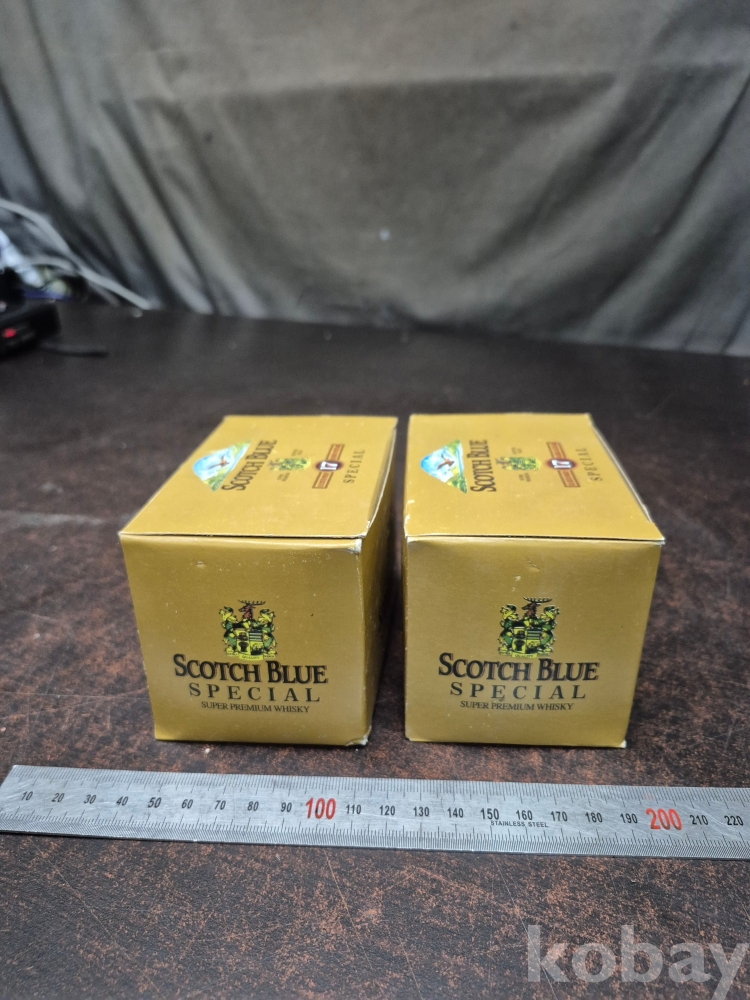 SCOTCH BLUE
17
SPECIAL
SCOTCH BLUE
17
SPECIAL
SCOTCH BLUE
SPECIAL
SUPER PREMIUM WHISKY
SCOTCH BLUE
SPECIAL
SUPER PREMIUM WHISKY
10 20 30 40 50 60 70 80 90 100 110 120 130 140 150 160 170 180 190 200 210 220
STAINLESS STEEL
kobay